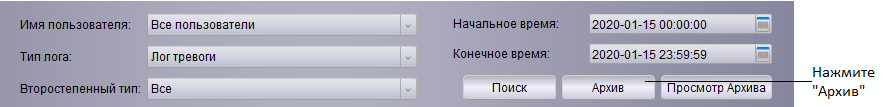 Имя пользователя: Все пользователи Начальное время: 2020-01-15 00:00:00
Тип лога: Лог тревоги Конечное время: 2020-01-15 23:59:59
Второстепенный тип: Все Поиск Архив Просмотр Архива
Нажмите
"Архив"